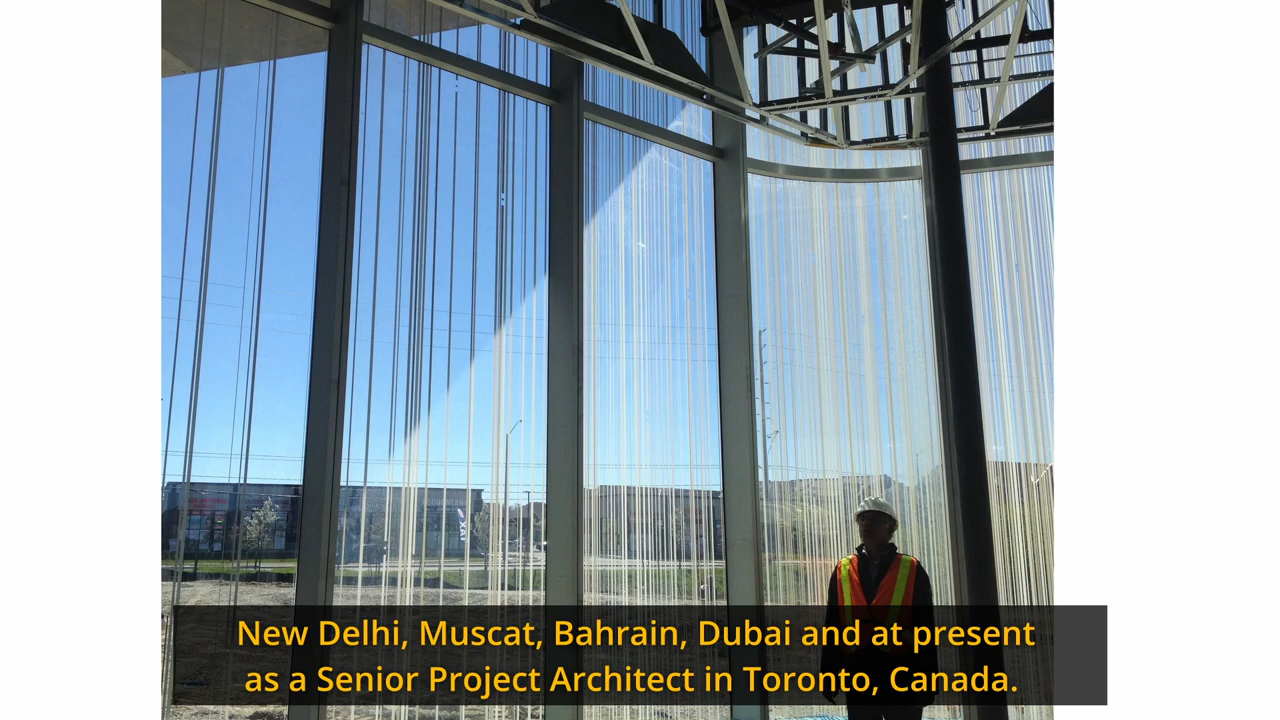 New Delhi, Muscat, Bahrain, Dubai and at present
as a Senior Project Architect in Toronto, Canada.